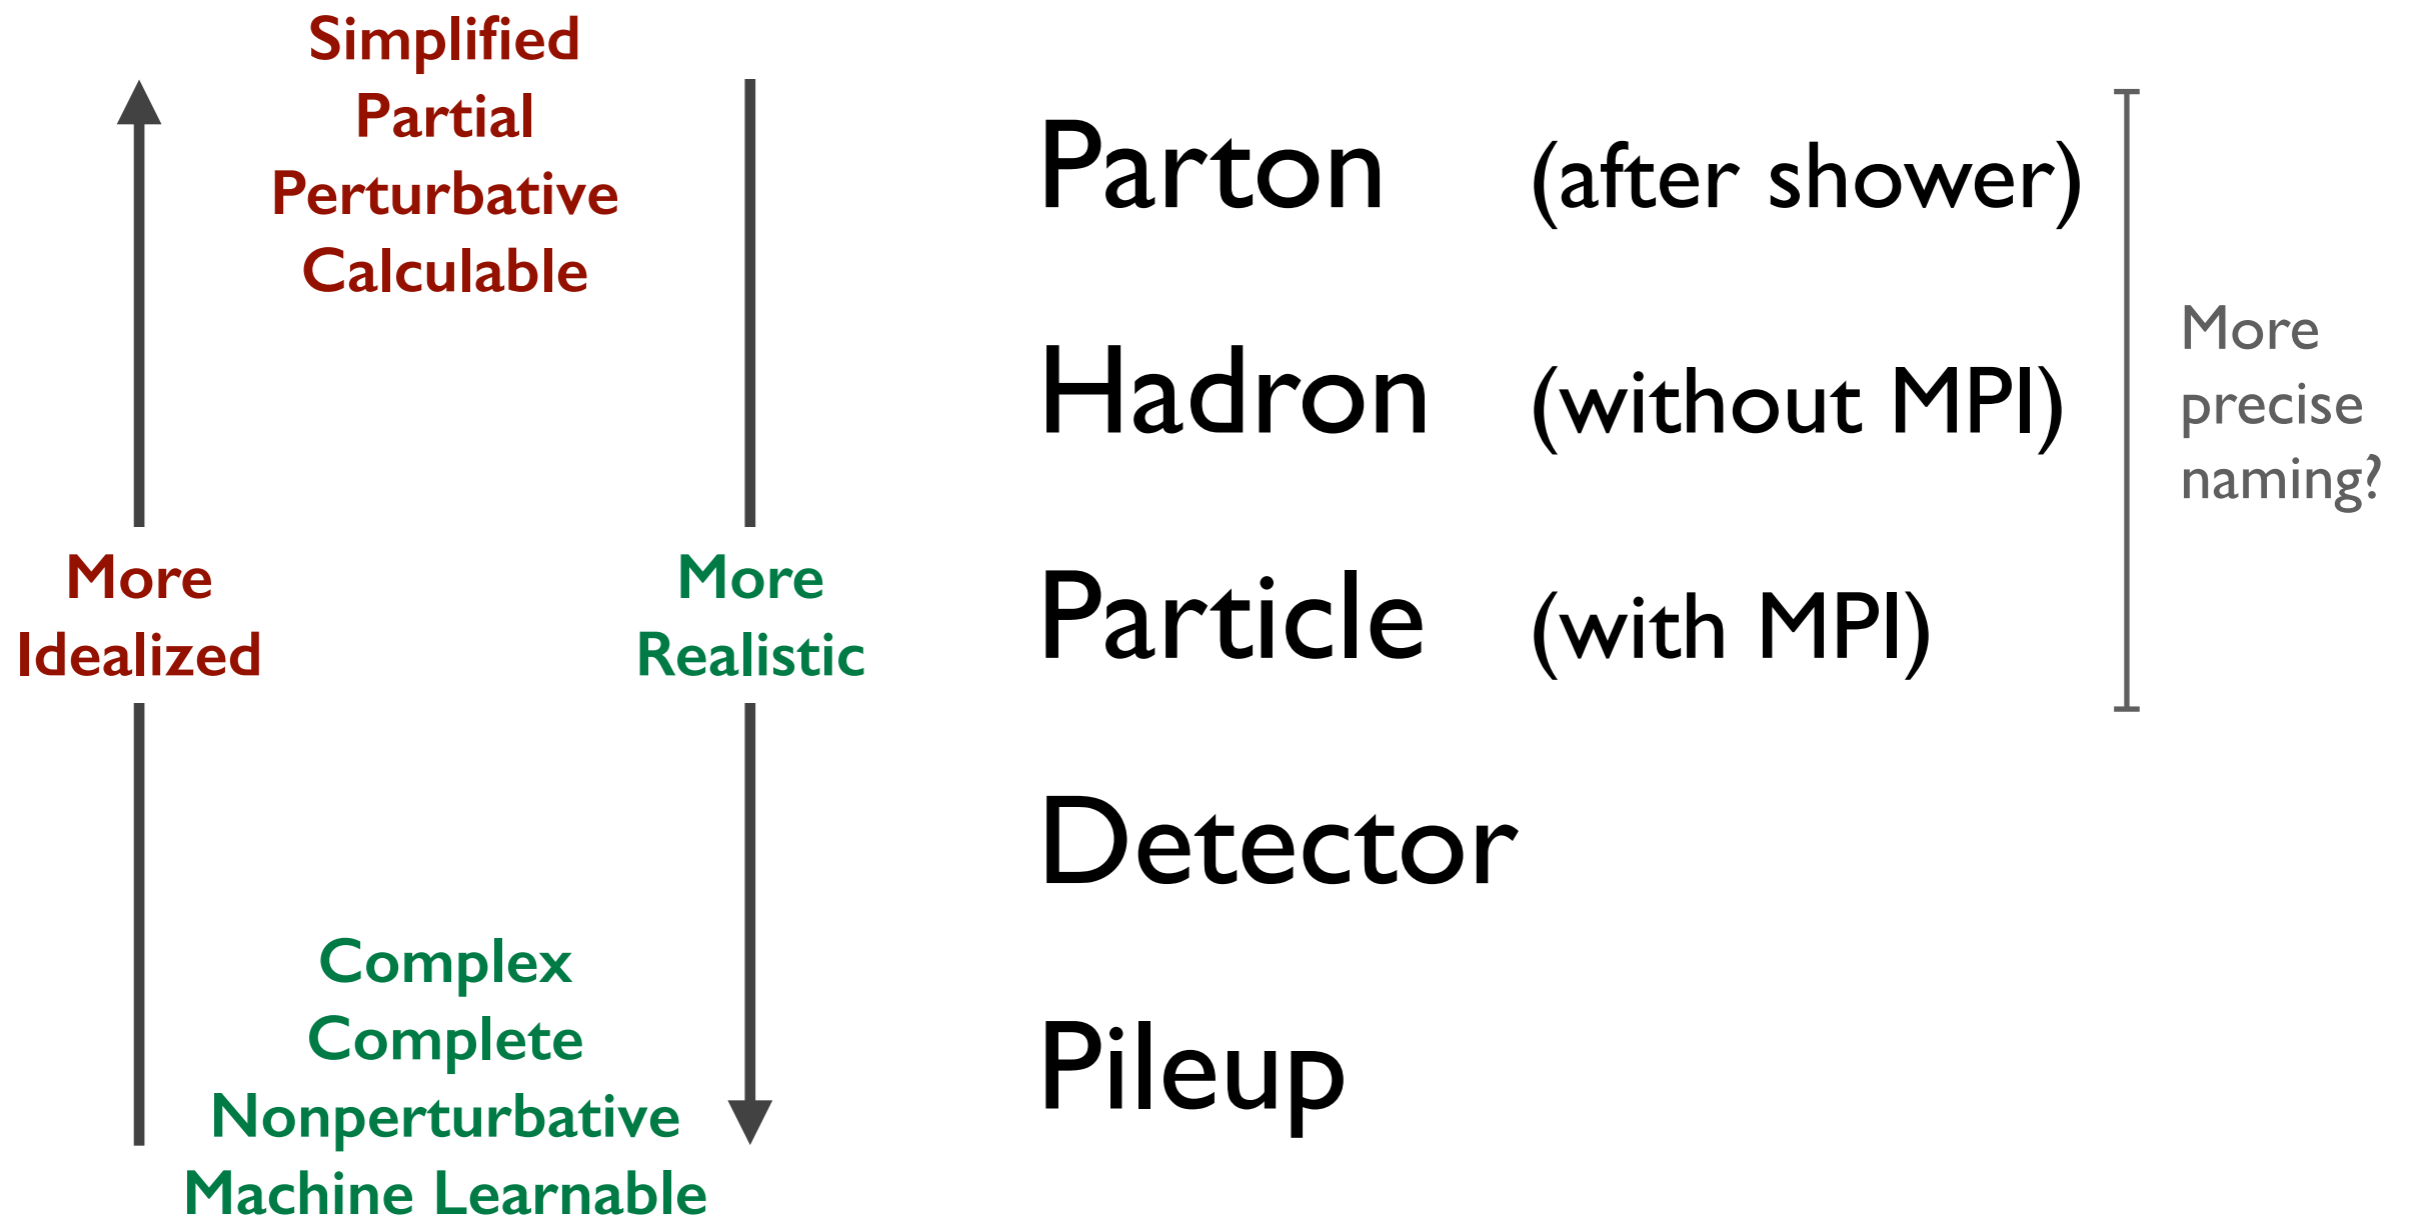 Simplified
Partial
Perturbative
Calculable
More
Idealized
More
Realistic
Complex
Complete
Nonperturbative
Machine Learnable
Parton (after shower)
Hadron (without MPI)
Particle (with MPI)
Detector
Pileup
More
precise
naming?